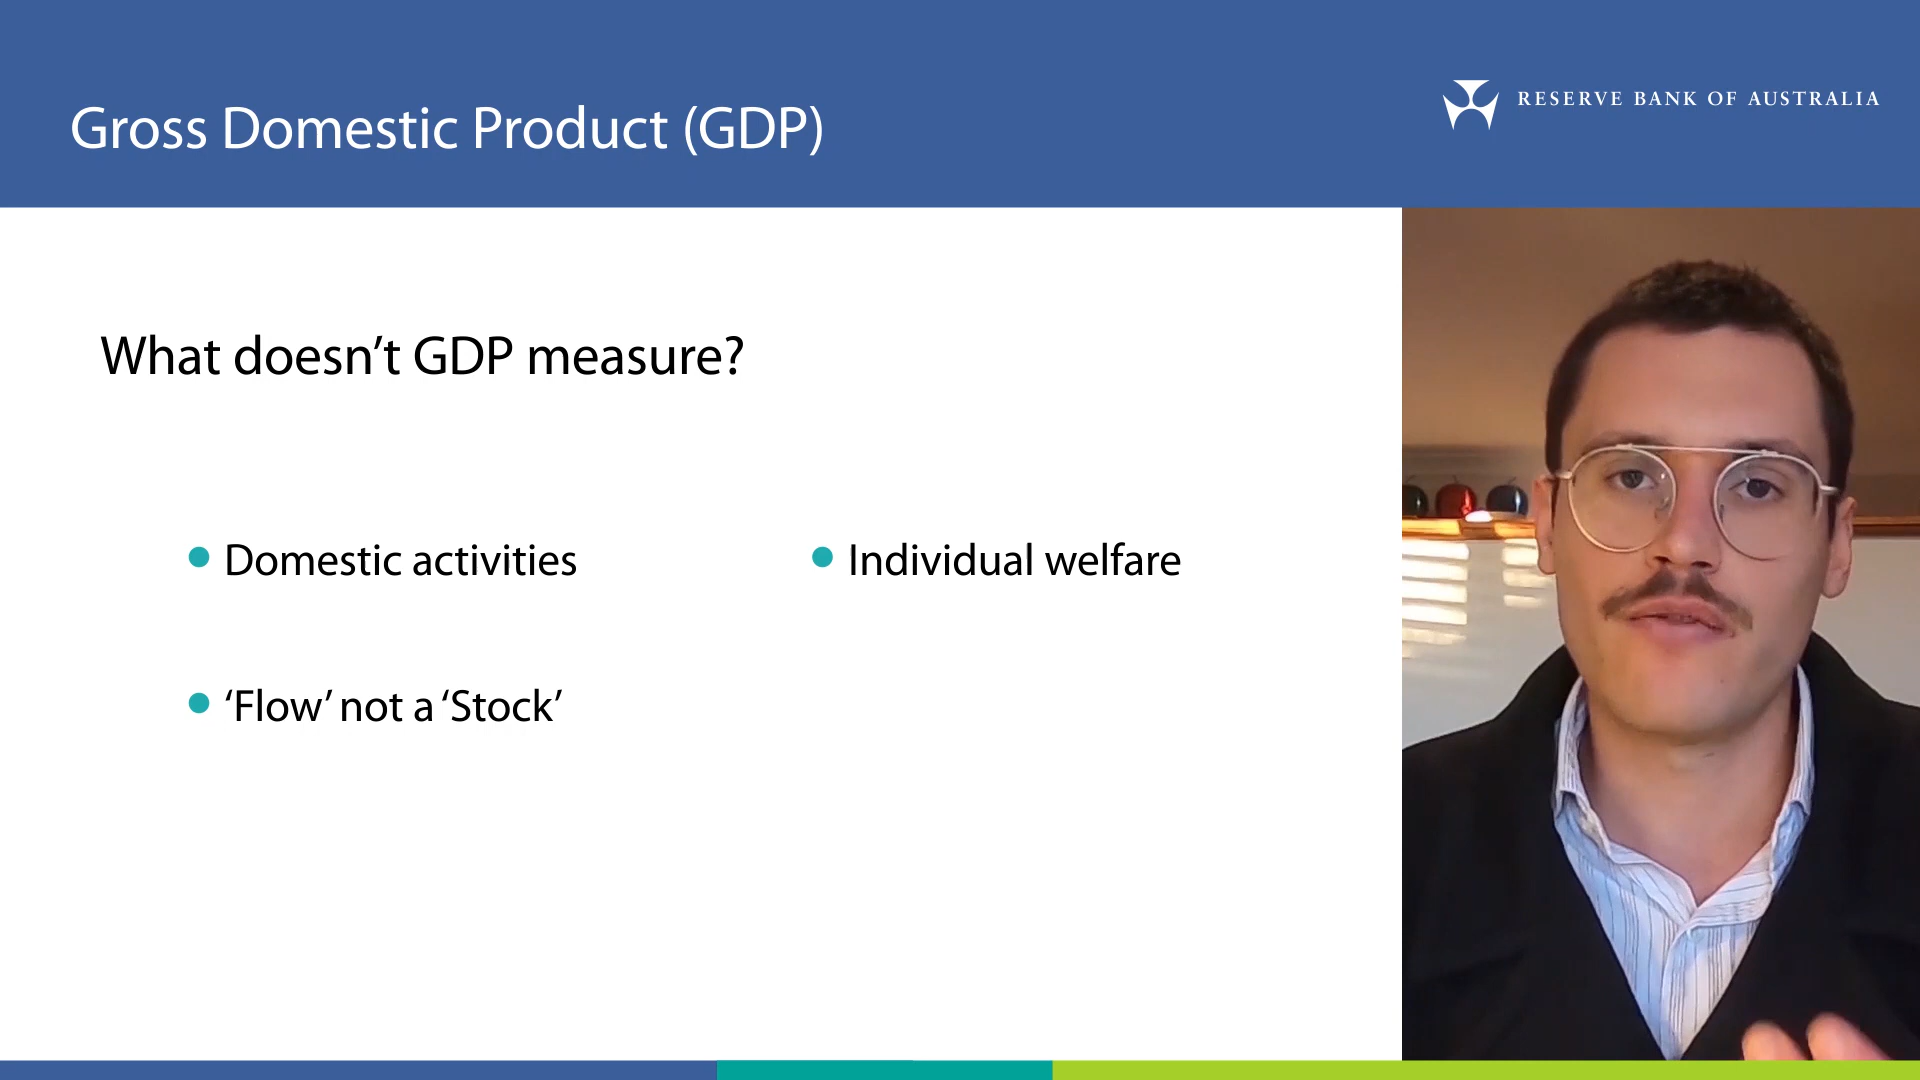 Gross Domestic Product (GDP)
RESERVE BANK OF AUSTRALIA
What doesn’t GDP measure?
Domestic activities
Individual welfare
‘Flow’ not a ‘Stock’